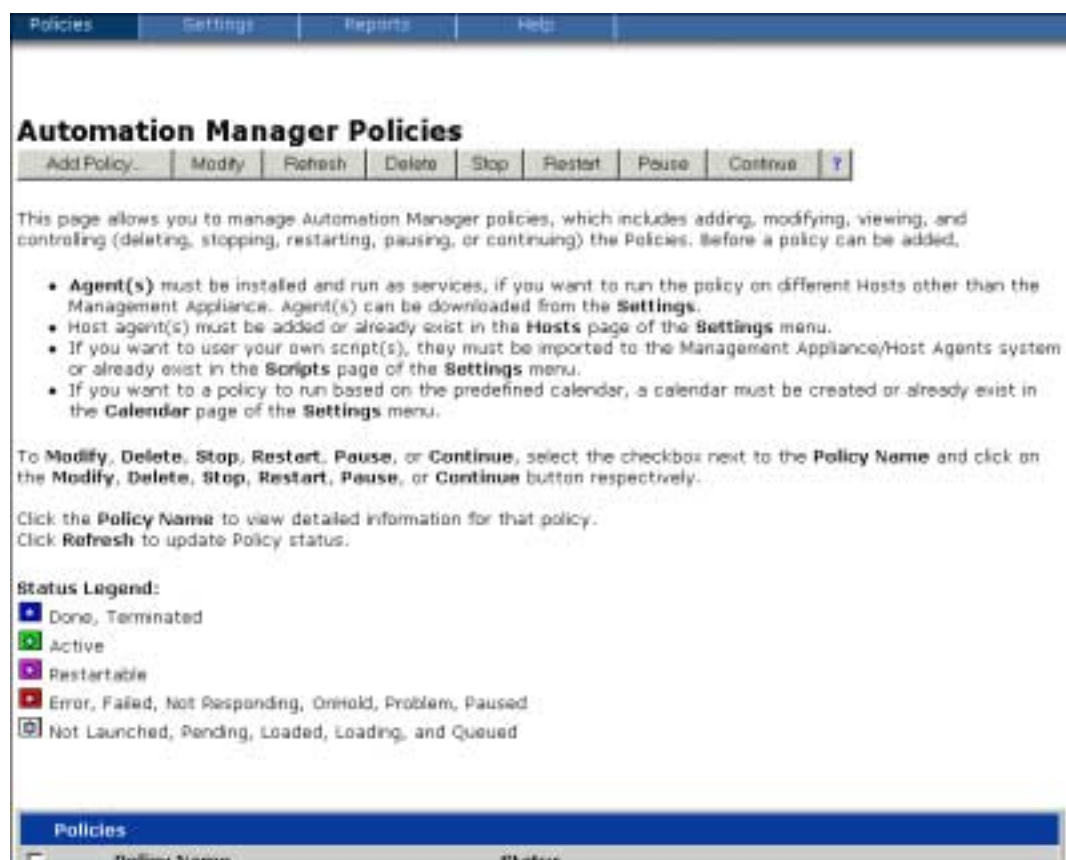 Policies Settings Reports Help
Automation Manager Policies
Add Policy... Modify Refresh Delete Stop Restart Pause Continue ?
This page allows you to manage Automation Manager policies, which includes adding, modifying, viewing, and
controlling (deleting, stopping, restarting, pausing, or continuing) the Policies. Before a policy can be added,
• Agent(s) must be installed and run as services, if you want to run the policy on different Hosts other than the
Management Appliance. Agent(s) can be downloaded from the Settings.
• Host agent(s) must be added or already exist in the Hosts page of the Settings menu.
• If you want to user your own script(s), they must be imported to the Management Appliance/Host Agents system
or already exist in the Scripts page of the Settings menu.
• If you want to a policy to run based on the predefined calendar, a calendar must be created or already exist in
the Calendar page of the Settings menu.
To Modify, Delete, Stop, Restart, Pause, or Continue, select the checkbox next to the Policy Name and click on
the Modify, Delete, Stop, Restart, Pause, or Continue button respectively.
Click the Policy Name to view detailed information for that policy.
Click Refresh to update Policy status.
Status Legend:
Done, Terminated
Active
Restartable
Error, Failed, Not Responding, OnHold, Problem, Paused
Not Launched, Pending, Loaded, Loading, and Queued
Policies
Policy Name Status